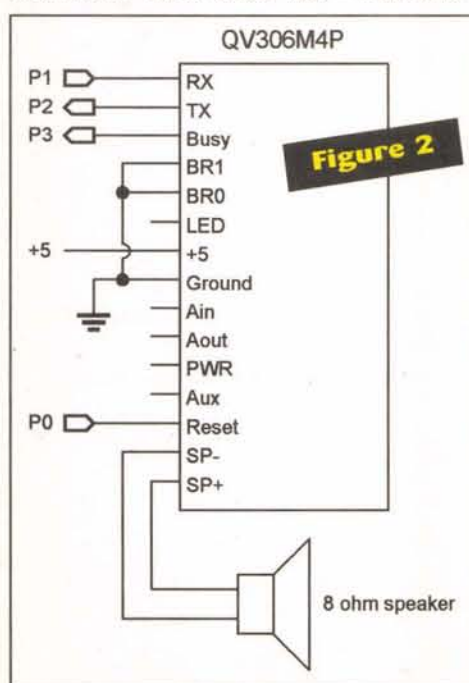 QV306M4P
P1 RX
P2 TX
P3 Busy
BR1
BR0
LED
+5 +5
Ground
Ain
Aout
PWR
Aux
P0 Reset
SP-
SP+
8 ohm speaker
Figure 2